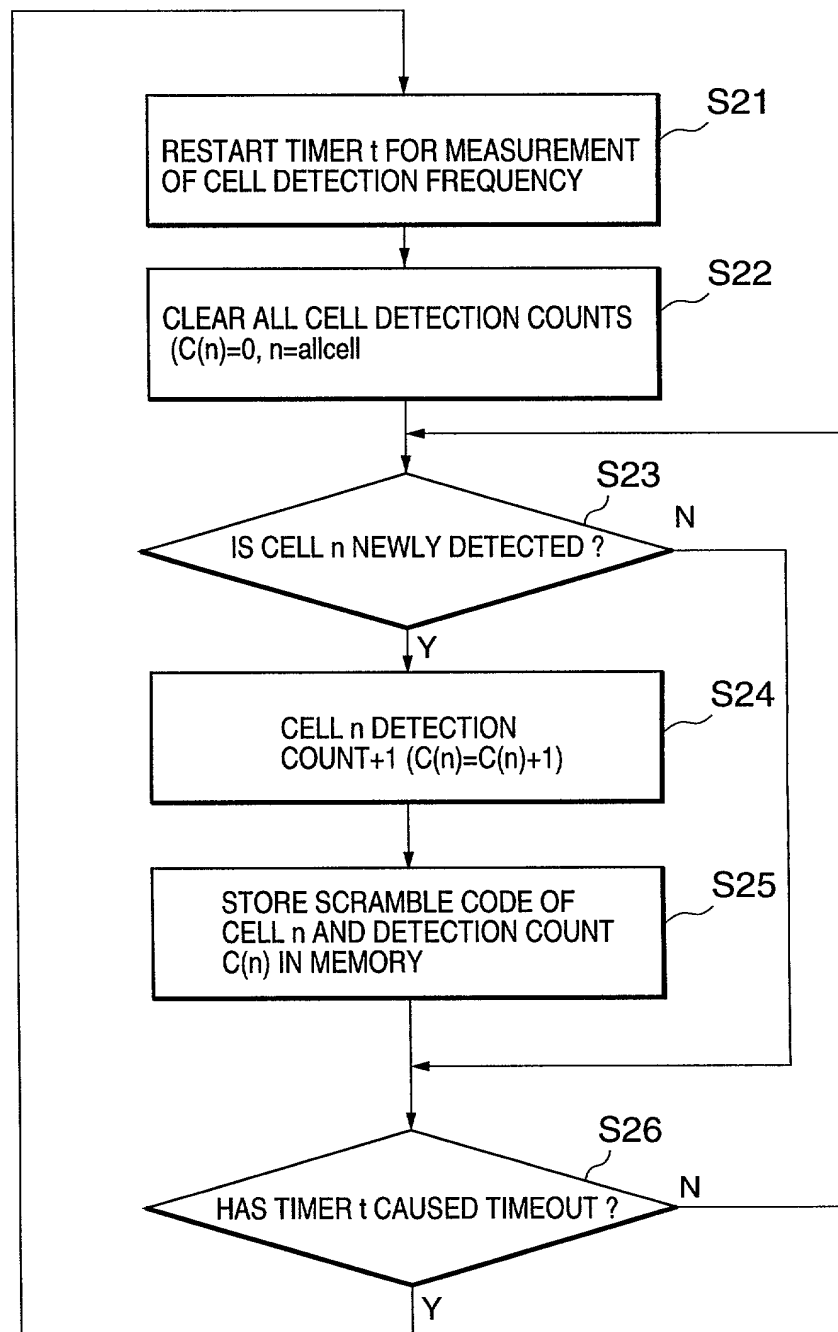 S21
RESTART TIMER t FOR MEASUREMENT
OF CELL DETECTION FREQUENCY
S22
CLEAR ALL CELL DETECTION COUNTS
(C(n)=0, n=allcell
S23
IS CELL n NEWLY DETECTED ?
N
Y
S24
CELL n DETECTION
COUNT+1 (C(n)=C(n)+1)
S25
STORE SCRAMBLE CODE OF
CELL n AND DETECTION COUNT
C(n) IN MEMORY
S26
HAS TIMER t CAUSED TIMEOUT ?
N
Y